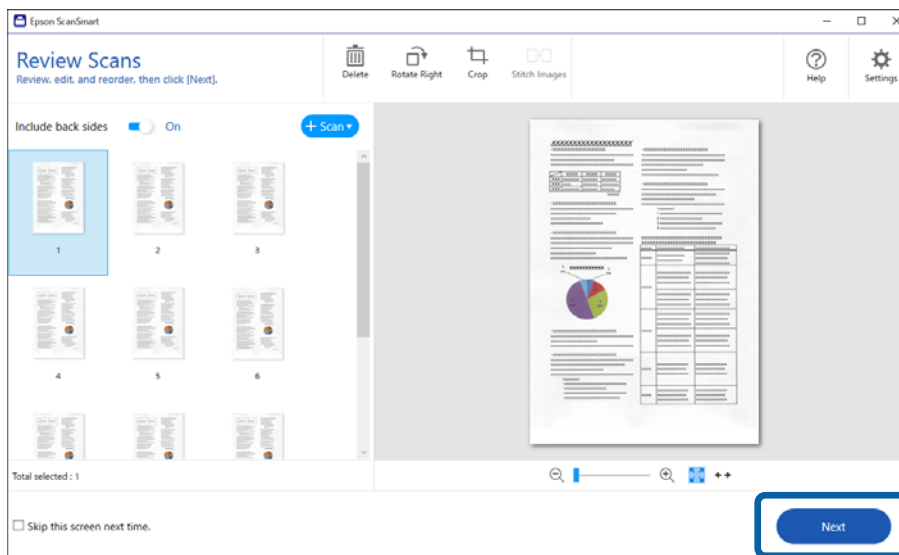 Epson ScanSmart
Review Scans
Review, edit, and reorder, then click [Next].
Delete
Rotate Right
Crop
Stitch Images
Help
Settings
Include back sides
On
+ Scan
1
2
3
4
5
6
Total selected : 1
Skip this screen next time.
Next